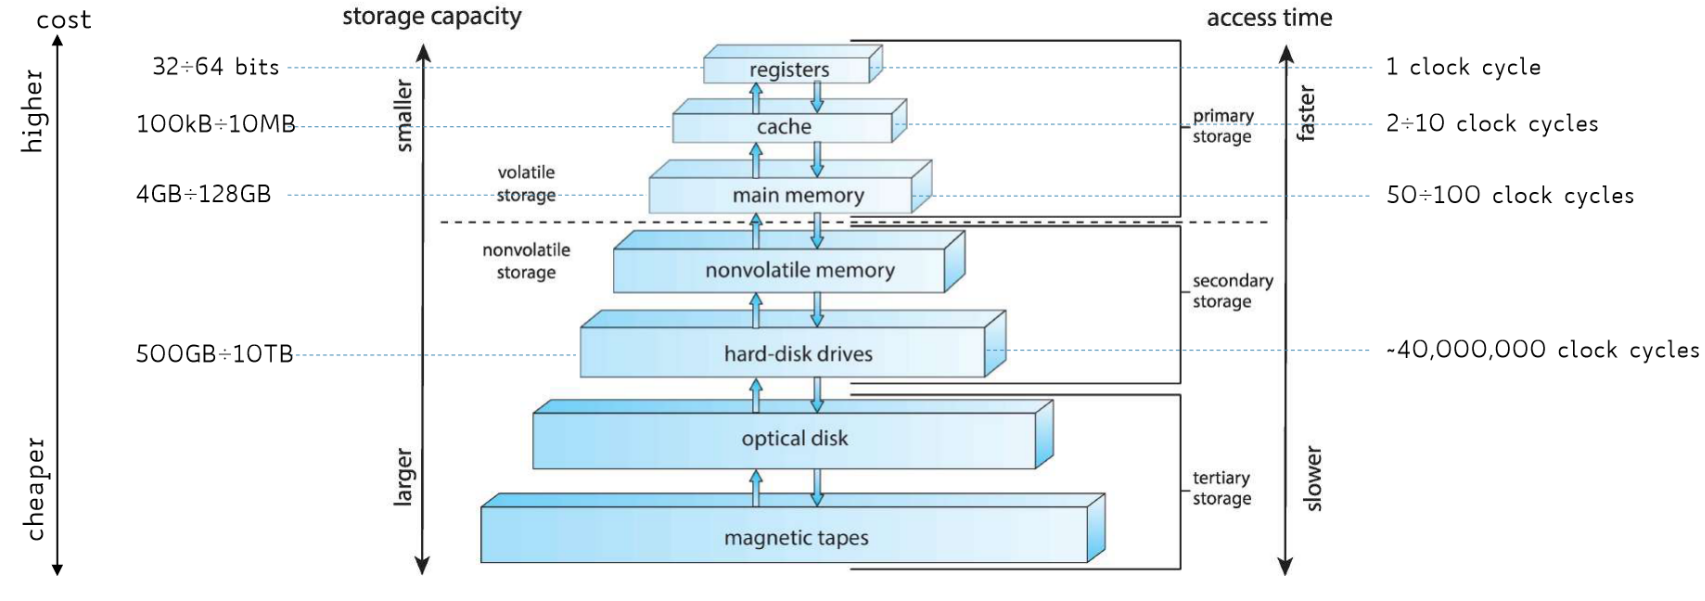 cost
storage capacity
access time
higher
cheaper
smaller
larger
32÷64 bits
registers
1 clock cycle
100kB÷10MB
cache
2÷10 clock cycles
primary
storage
faster
volatile
storage
4GB÷128GB
main memory
50÷100 clock cycles
nonvolatile
storage
nonvolatile memory
secondary
storage
500GB÷10TB
hard-disk drives
~40,000,000 clock cycles
optical disk
tertiary
storage
slower
magnetic tapes